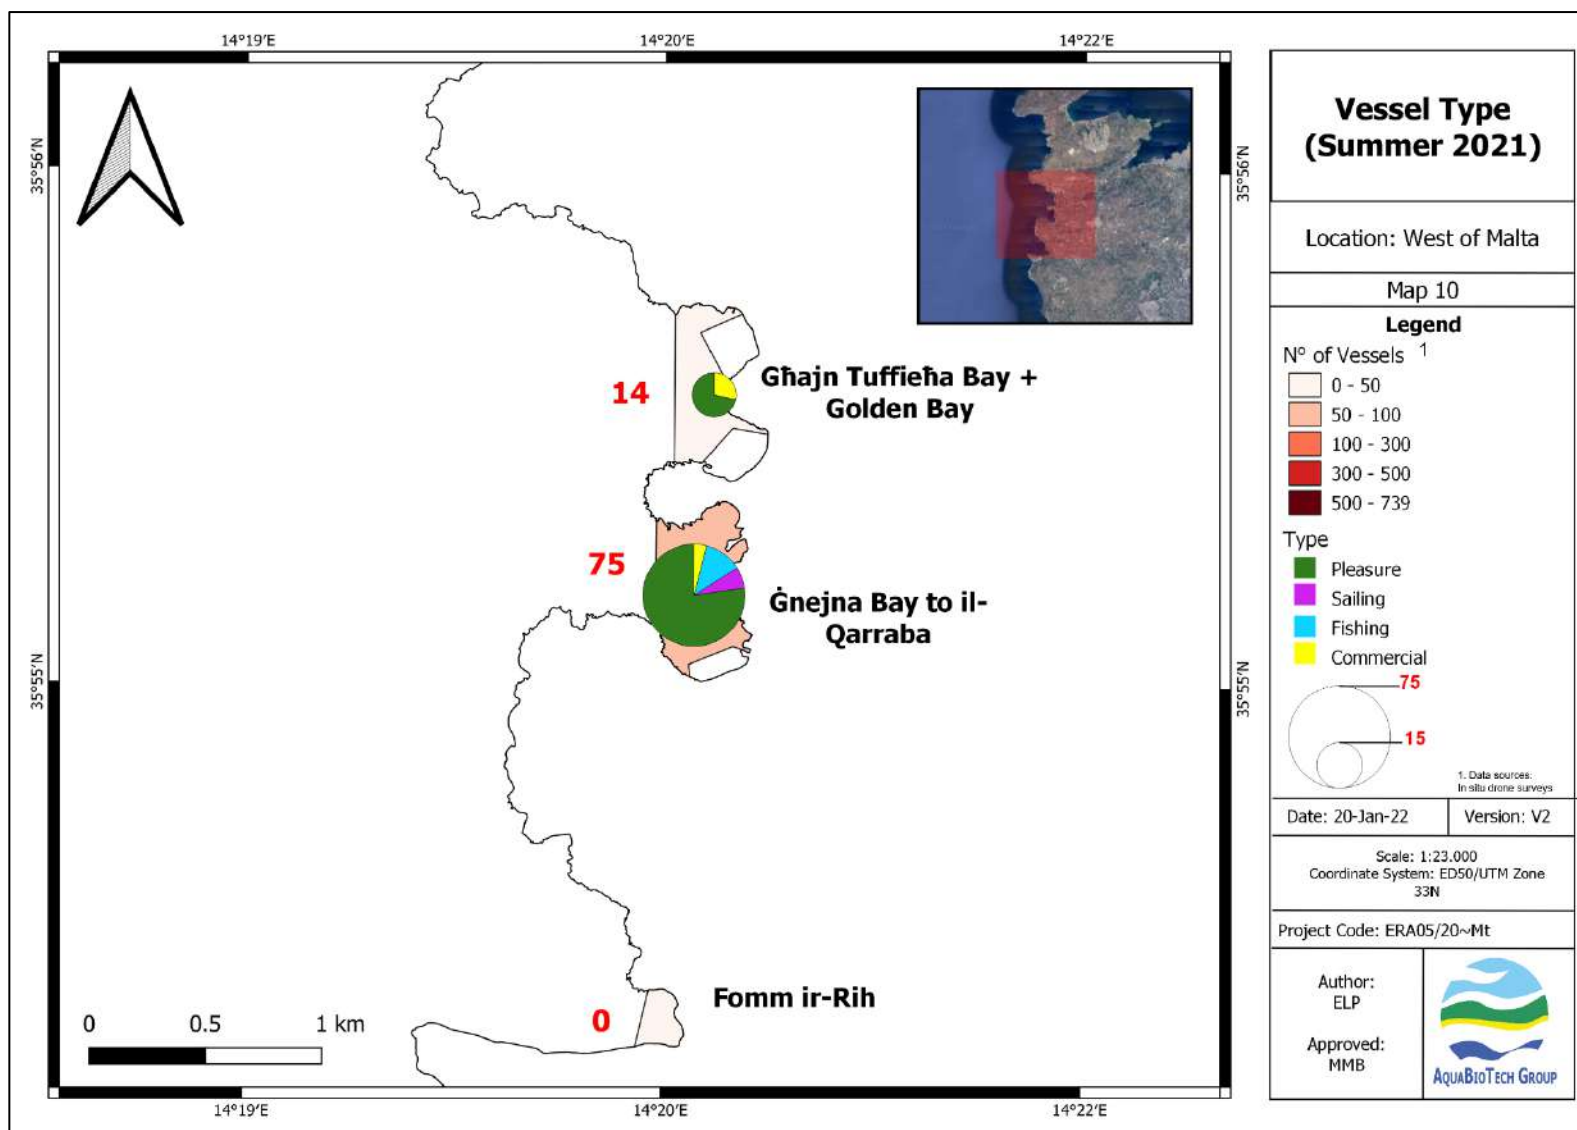 14°19'E
14°20'E
14°22'E
35°56'N
35°56'N
14
Għajn Tuffieħa Bay +
Golden Bay
75
Ġnejna Bay to il-
Qarraba
35°55'N
35°55'N
Fomm ir-Rih
0
0 0.5 1 km
14°19'E
14°20'E
14°22'E
Vessel Type
(Summer 2021)
Location: West of Malta
Map 10
Legend
Nº of Vessels 1
0 - 50
50 - 100
100 - 300
300 - 500
500 - 739
Type
Pleasure
Sailing
Fishing
Commercial
75
15
1. Data sources:
In situ drone surveys
Date: 20-Jan-22
Version: V2
Scale: 1:23.000
Coordinate System: ED50/UTM Zone
33N
Project Code: ERA05/20~Mt
Author:
ELP
Approved:
MMB
AQUABIOTECH GROUP